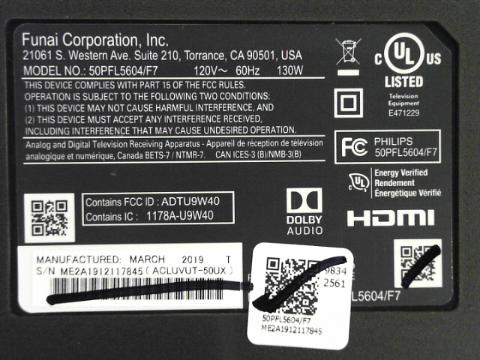 Funai Corporation, Inc.
21061 S. Western Ave. Suite 210, Torrance, CA 90501, USA
MODEL NO.: 50PFL5604/F7 120V~ 60Hz 130W
THIS DEVICE COMPLIES WITH PART 15 OF THE FCC RULES.
OPERATION IS SUBJECT TO THE FOLLOWING TWO CONDITIONS:
(1) THIS DEVICE MAY NOT CAUSE HARMFUL INTERFERENCE, AND
(2) THIS DEVICE MUST ACCEPT ANY INTERFERENCE RECEIVED,
INCLUDING INTERFERENCE THAT MAY CAUSE UNDESIRED OPERATION.
Analog and Digital Television Receiving Apparatus - Appareil de réception de télévision
analogique et numérique, Canada BETS-7 / NTMR-7. CAN ICES-3 (B)/NMB-3(B)
C UL US
LISTED
Television
Equipment
E471229
FC PHILIPS
50PFL5604/F7
UL Energy Verified
Rendement
Énergétique Vérifié
Contains FCC ID : ADTU9W40
Contains IC : 1178A-U9W40
DOLBY
AUDIO
HDMI
MANUFACTURED: MARCH 2019 T
S/N ME2A1912117845 (ACLUVUT-50UX)
9834
2561
50PFL5604/F7
ME2A1912117845
FL5604/F7